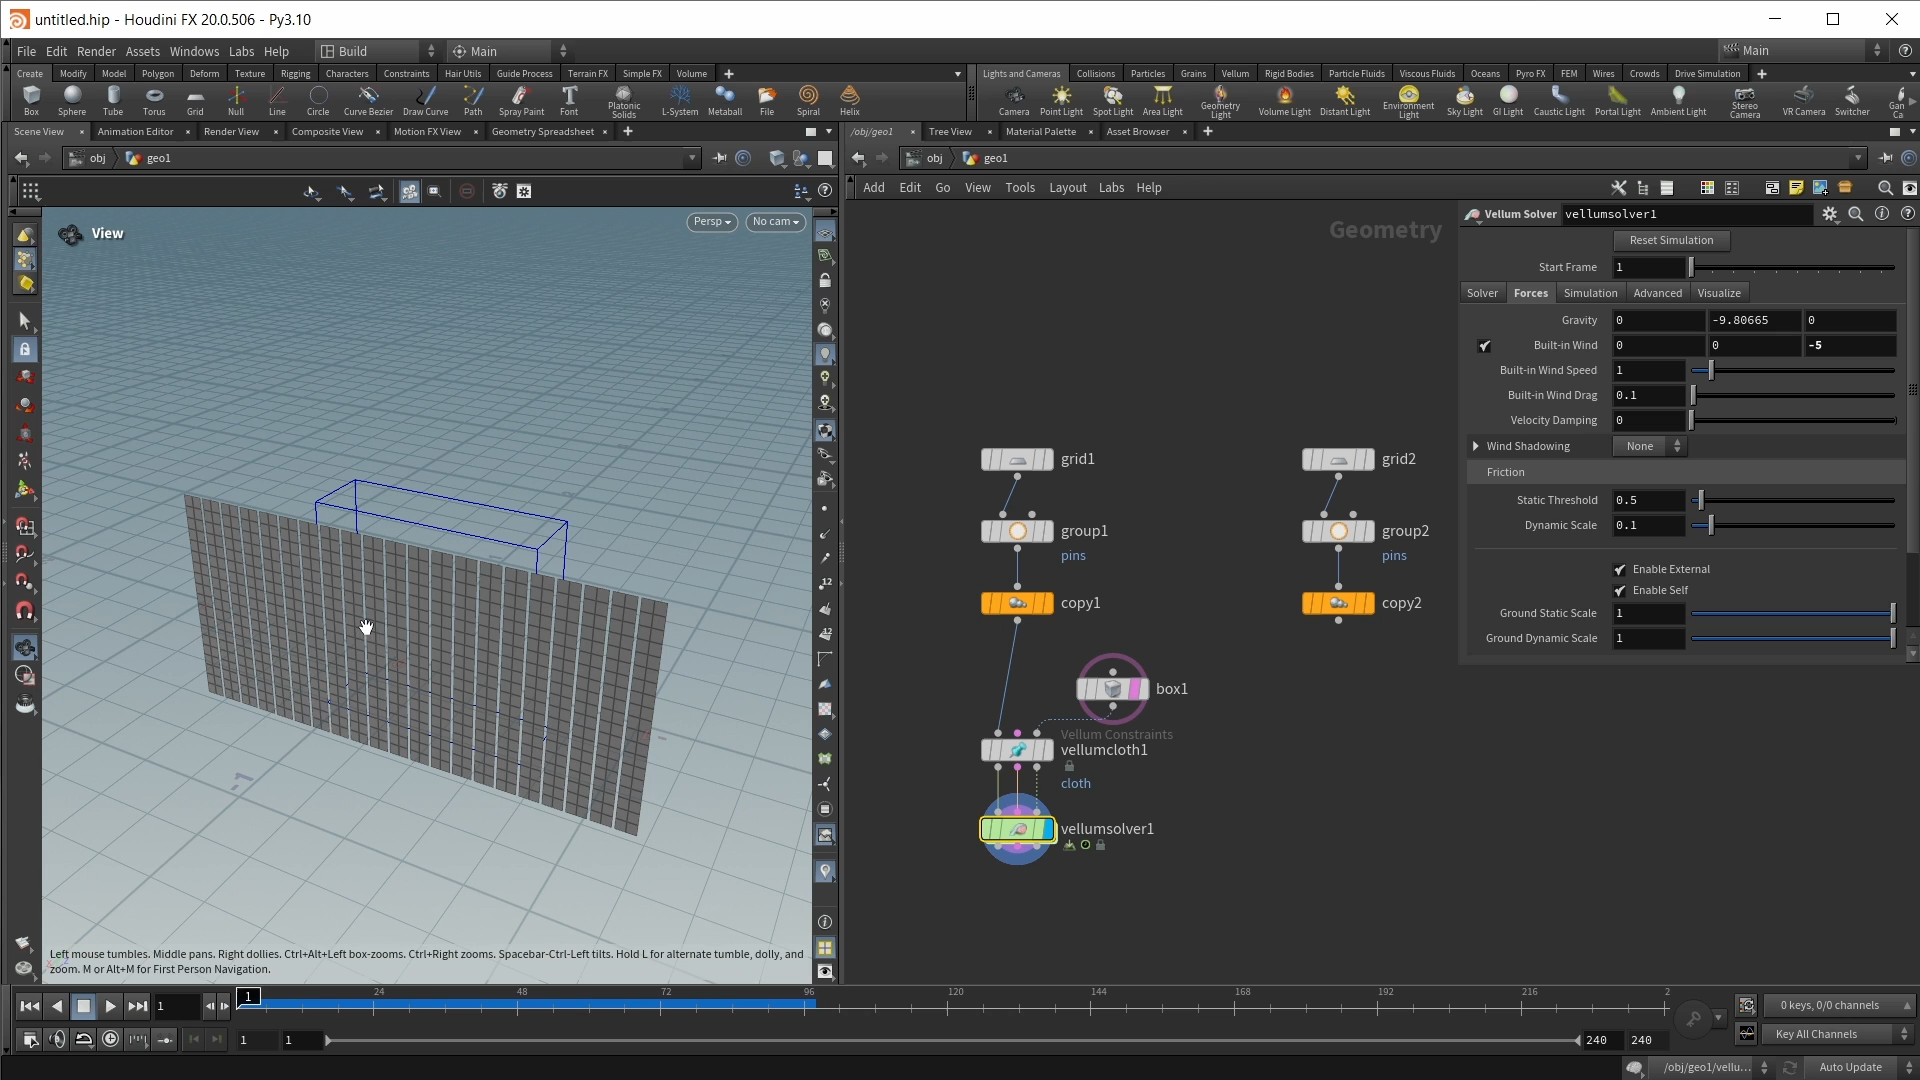 untitled.hip - Houdini FX 20.0.506 - Py3.10
File Edit Render Assets Windows Labs Help Build Main Main
Create Modify Model Polygon Deform Texture Rigging Characters Constraints Hair Utils Guide Process Terrain FX Simple FX Volume
Lights and Cameras Collisions Particles Grains Vellum Rigid Bodies Particle Fluids Viscous Fluids Oceans Pyro FX FEM Wires Crowds Drive Simulation
Box Sphere Tube Torus Grid Null Line Circle Curve Bezier Draw Curve Path Spray Paint Font Platonic Solids L-System Metaball File Spiral Helix
Camera Point Light Spot Light Area Light Geometry Light Volume Light Distant Light Environment Light Sky Light GI Light Caustic Light Portal Light Ambient Light Stereo Camera VR Camera Switcher Gan Ca
Scene View Animation Editor Render View Composite View Motion FX View Geometry Spreadsheet
/obj/geo1 Tree View Material Palette Asset Browser
obj geo1
obj geo1
Add Edit Go View Tools Layout Labs Help
View
Persp No cam
Geometry
Vellum Solver vellumsolver1
Reset Simulation
Start Frame 1
Solver Forces Simulation Advanced Visualize
Gravity 0 -9.80665 0
Built-in Wind 0 0 -5
Built-in Wind Speed 1
Built-in Wind Drag 0.1
Velocity Damping 0
Wind Shadowing None
Friction
Static Threshold 0.5
Dynamic Scale 0.1
Enable External
Enable Self
Ground Static Scale 1
Ground Dynamic Scale 1
grid1
grid2
group1
pins
group2
pins
copy1
copy2
box1
Vellum Constraints
vellumcloth1
cloth
vellumsolver1
12
12
Left mouse tumbles. Middle pans. Right dollies. Ctrl+Alt+Left box-zooms. Ctrl+Right zooms. Spacebar-Ctrl-Left tilts. Hold L for alternate tumble, dolly, and
zoom. M or Alt+M for First Person Navigation.
1 1 24 48 72 96 120 144 168 192 216 2
0 keys, 0/0 channels
1 1 240 240
Key All Channels
/obj/geo1/vellu... Auto Update